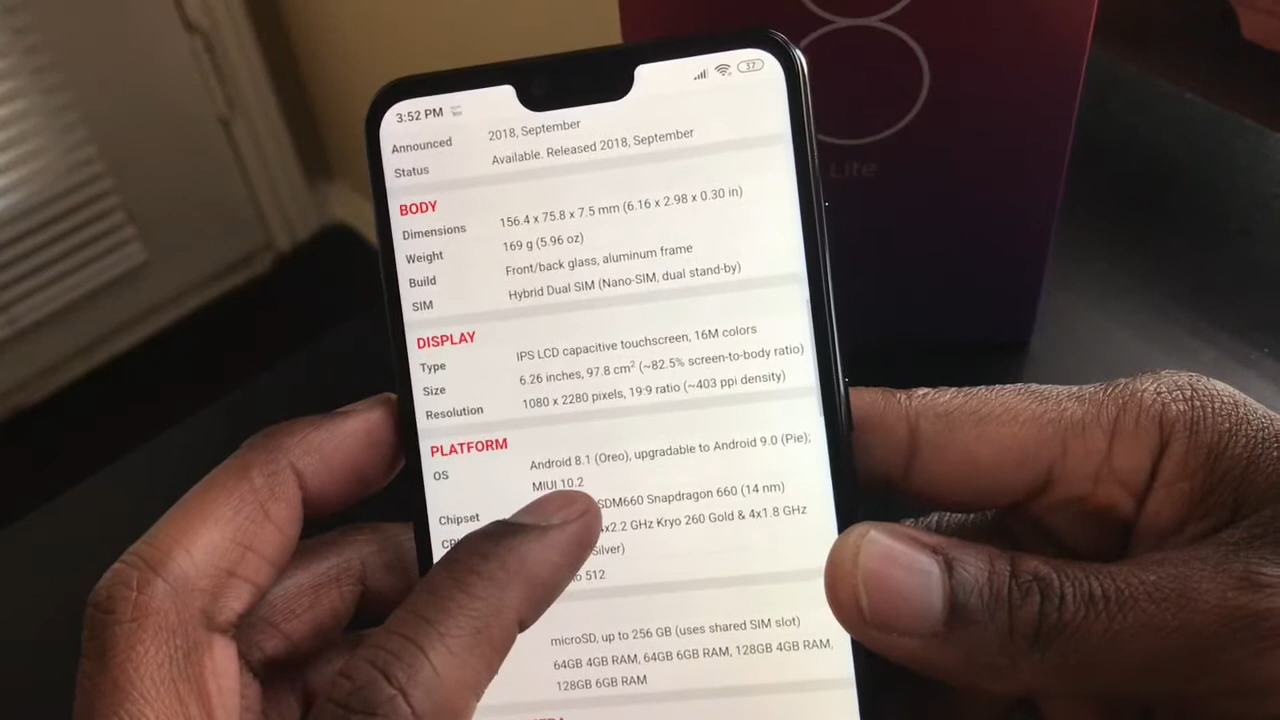 3:52 PM
37
Announced 2018, September
Status Available. Released 2018, September
BODY
Dimensions 156.4 x 75.8 x 7.5 mm (6.16 x 2.98 x 0.30 in)
Weight 169 g (5.96 oz)
Build Front/back glass, aluminum frame
SIM Hybrid Dual SIM (Nano-SIM, dual stand-by)
DISPLAY
Type IPS LCD capacitive touchscreen, 16M colors
Size 6.26 inches, 97.8 cm² (~82.5% screen-to-body ratio)
Resolution 1080 x 2280 pixels, 19:9 ratio (~403 ppi density)
PLATFORM
OS Android 8.1 (Oreo), upgradable to Android 9.0 (Pie);
MIUI 10.2
Chipset SDM660 Snapdragon 660 (14 nm)
4x2.2 GHz Kryo 260 Gold & 4x1.8 GHz
Silver)
512
microSD, up to 256 GB (uses shared SIM slot)
64GB 4GB RAM, 64GB 6GB RAM, 128GB 4GB RAM,
128GB 6GB RAM
8
Lite